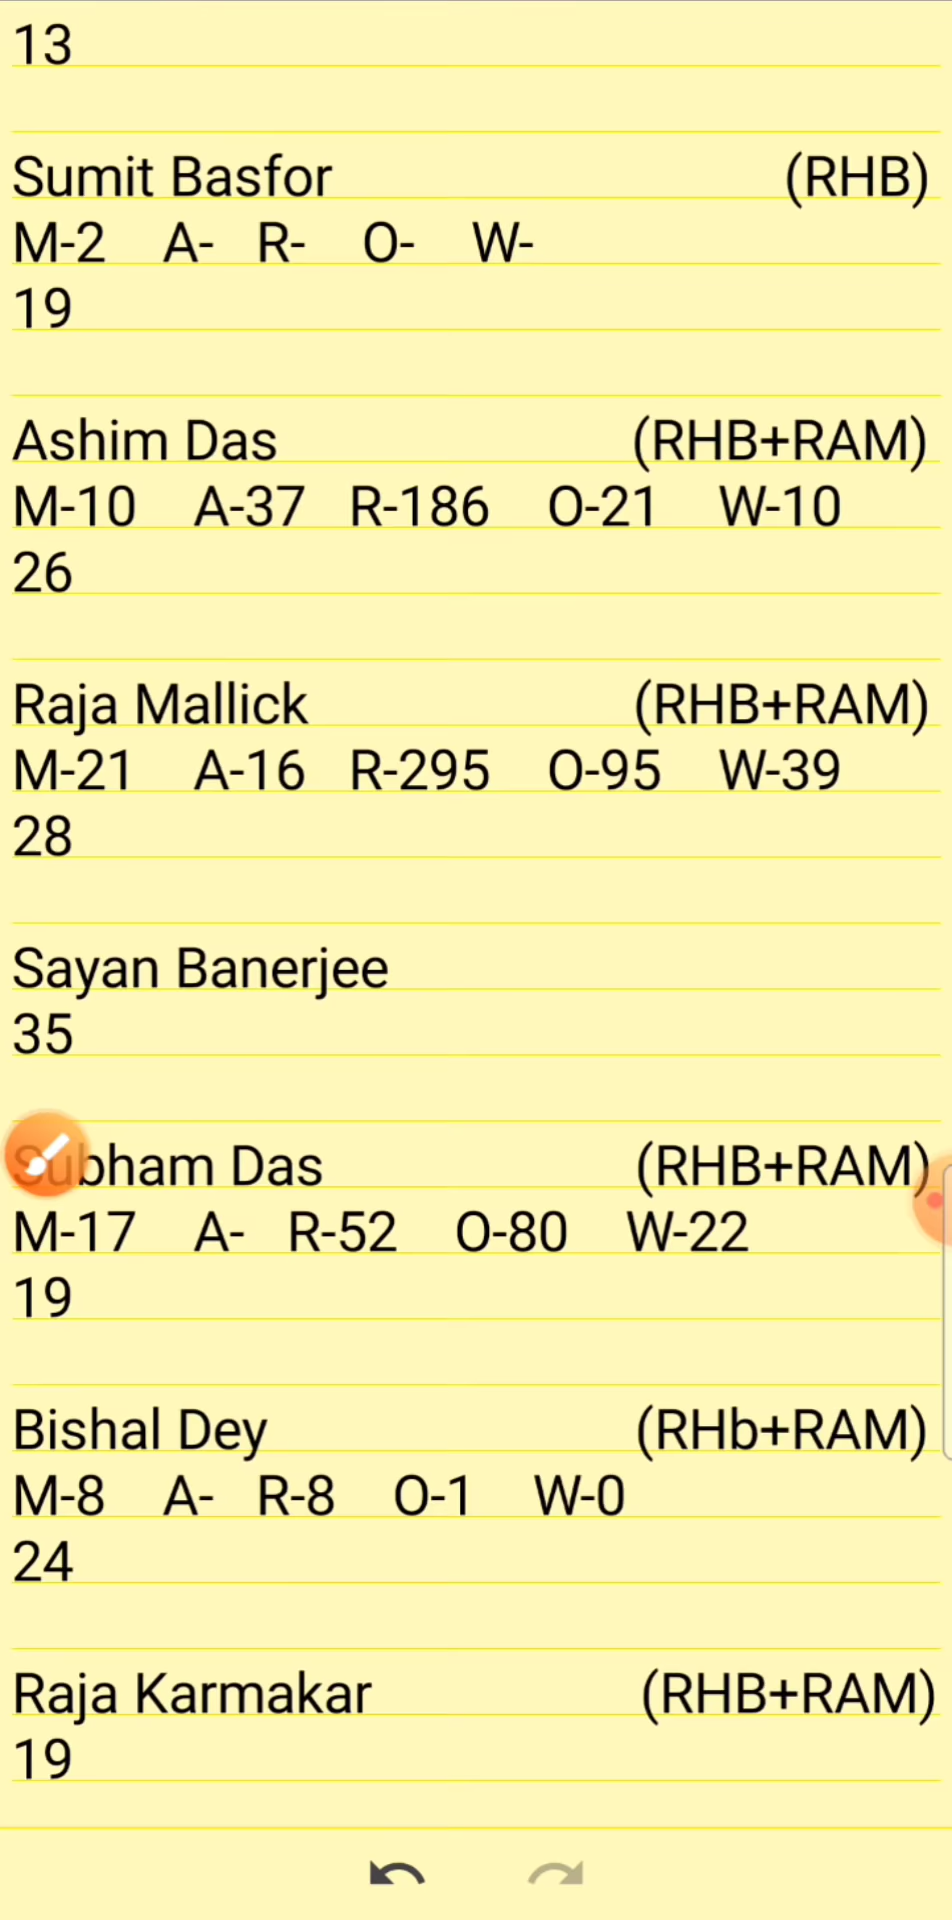 13
Sumit Basfor (RHB)
M-2 A- R- O- W-
19
Ashim Das (RHB+RAM)
M-10 A-37 R-186 O-21 W-10
26
Raja Mallick (RHB+RAM)
M-21 A-16 R-295 O-95 W-39
28
Sayan Banerjee
35
Subham Das (RHB+RAM)
M-17 A- R-52 O-80 W-22
19
Bishal Dey (RHb+RAM)
M-8 A- R-8 O-1 W-0
24
Raja Karmakar (RHB+RAM)
19